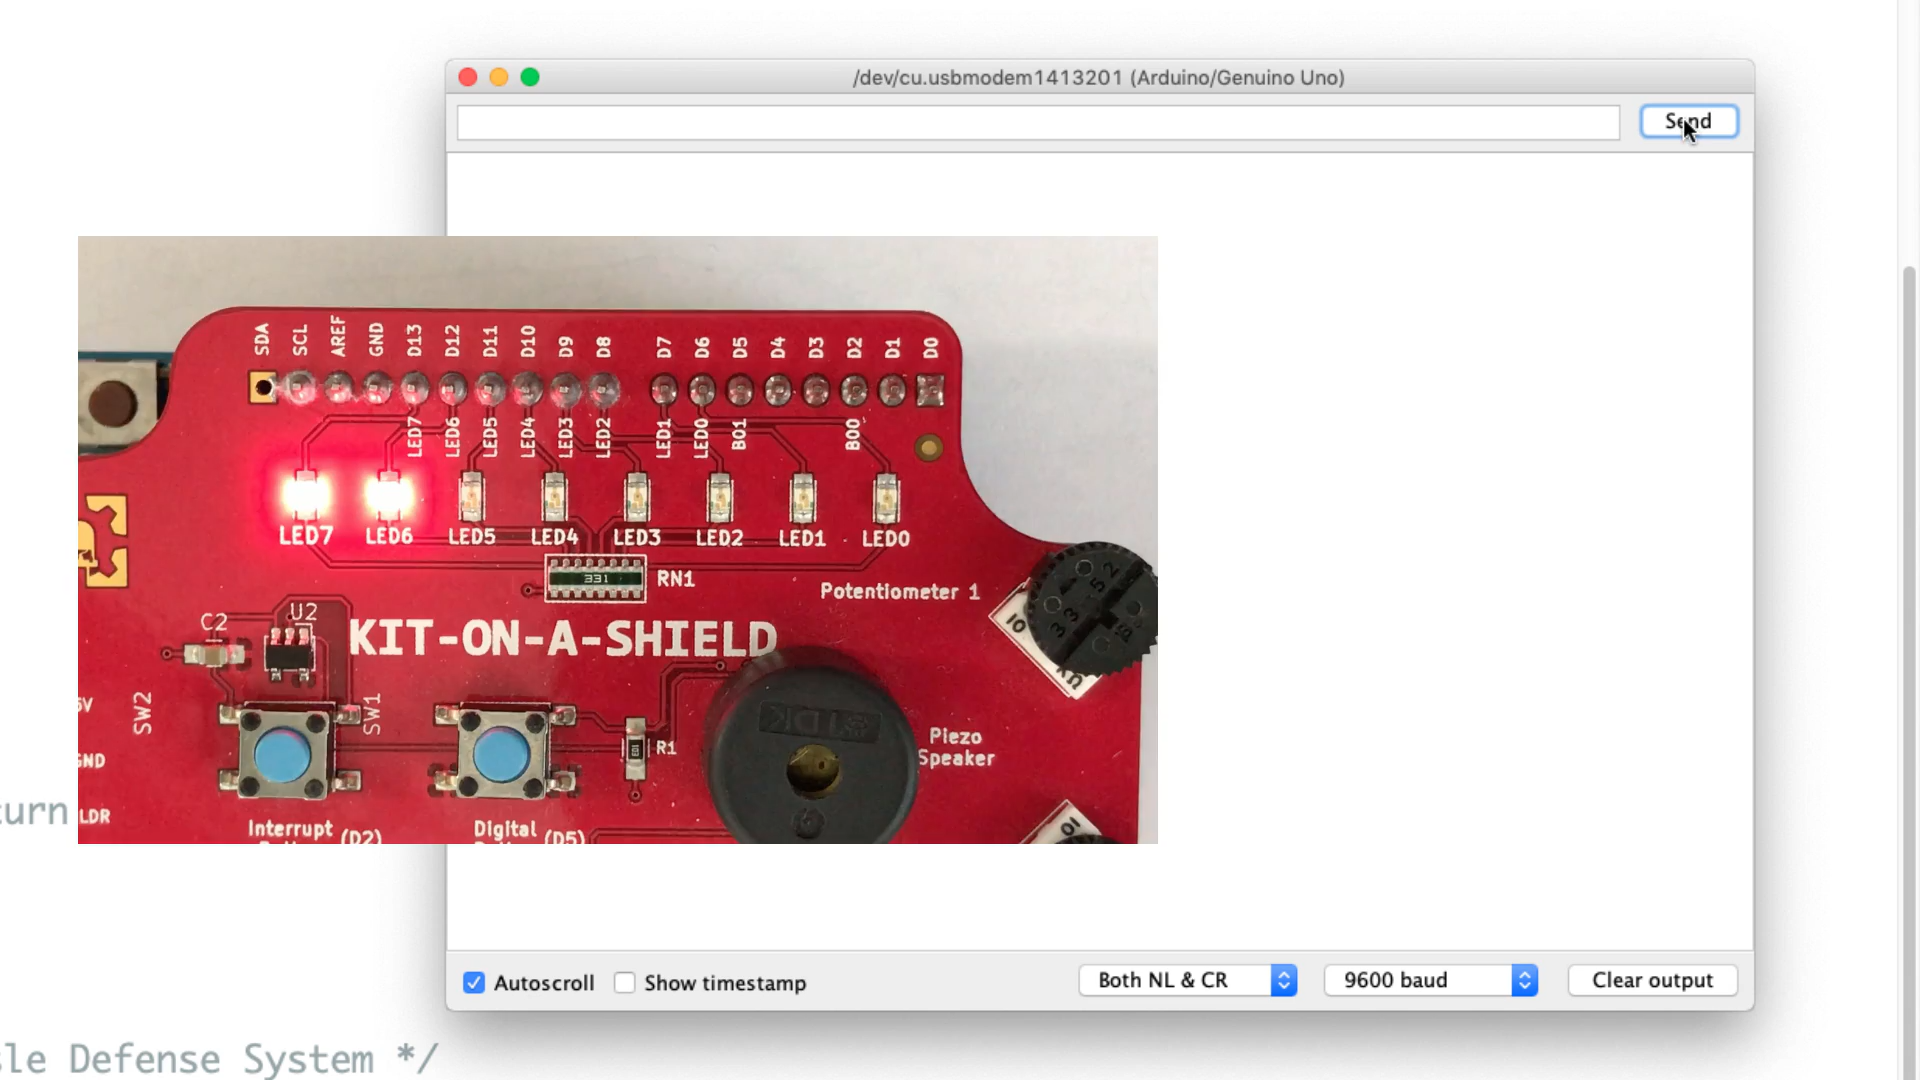 /dev/cu.usbmodem1413201 (Arduino/Genuino Uno)
Send
SDA SCL AREF GND D13 D12 D11 D10 D9 D8 D7 D6 D5 D4 D3 D2 D1 D0
LED7 LED6 LED5 LED4 LED3 LED2 LED1 LED0 BO1 BO0
LED7 LED6 LED5 LED4 LED3 LED2 LED1 LED0
331 RN1
Potentiometer 1
C2 U2
KIT-ON-A-SHIELD
SW2 SW1
R1
TDK
Piezo
Speaker
GND
LDR
Interrupt
(D2)
Digital
(D5)
Autoscroll
Show timestamp
Both NL & CR
9600 baud
Clear output
Defense System */